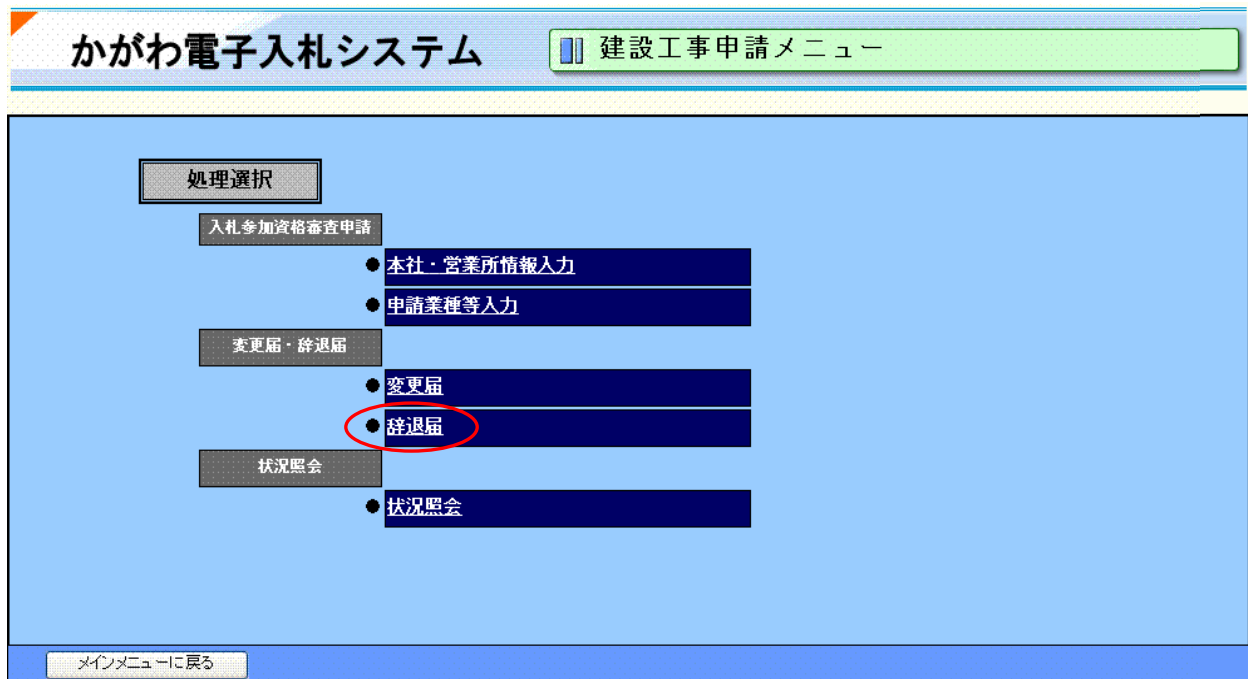 かがわ電子入札システム
建設工事申請メニュー
処理選択
入札参加資格審査申請
● 本社・営業所情報入力
● 申請業種等入力
変更届・辞退届
● 変更届
● 辞退届
状況照会
● 状況照会
メインメニューに戻る